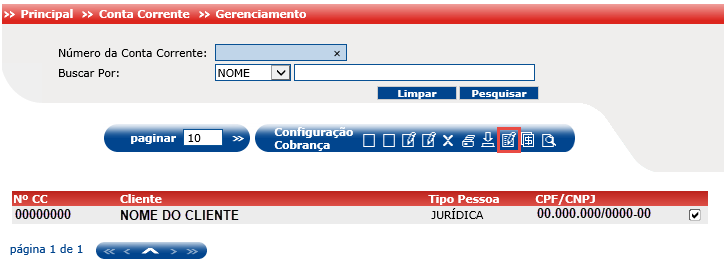 >> Principal >> Conta Corrente >> Gerenciamento
Número da Conta Corrente: ×
Buscar Por: NOME
Limpar Pesquisar
paginar 10 >> Configuração Cobrança
Nº CC Cliente Tipo Pessoa CPF/CNPJ
00000000 NOME DO CLIENTE JURÍDICA 00.000.000/0000-00
página 1 de 1 << < > >>